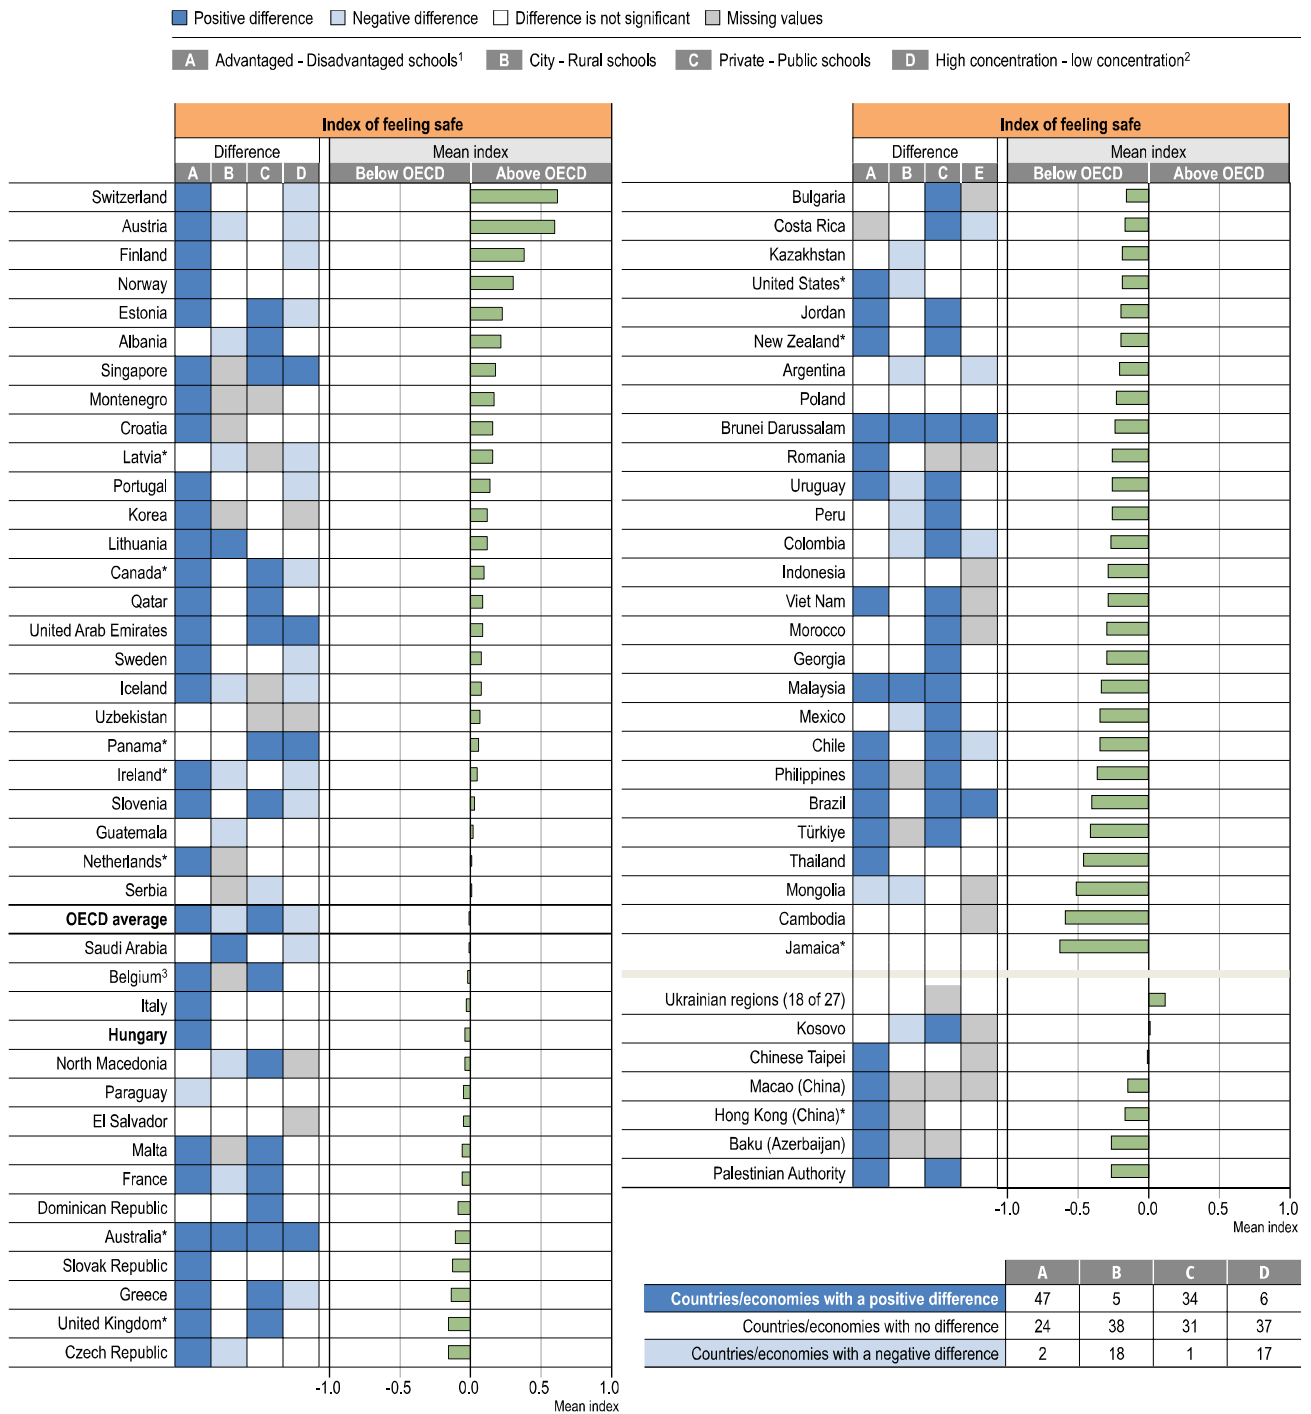 Positive difference Negative difference Difference is not significant Missing values
A Advantaged - Disadvantaged schools1 B City - Rural schools C Private - Public schools D High concentration - low concentration2
Index of feeling safe
Difference Mean index
A B C D Below OECD Above OECD
Switzerland
Austria
Finland
Norway
Estonia
Albania
Singapore
Montenegro
Croatia
Latvia*
Portugal
Korea
Lithuania
Canada*
Qatar
United Arab Emirates
Sweden
Iceland
Uzbekistan
Panama*
Ireland*
Slovenia
Guatemala
Netherlands*
Serbia
OECD average
Saudi Arabia
Belgium3
Italy
Hungary
North Macedonia
Paraguay
El Salvador
Malta
France
Dominican Republic
Australia*
Slovak Republic
Greece
United Kingdom*
Czech Republic
-1.0 -0.5 0.0 0.5 1.0
Mean index
Index of feeling safe
Difference Mean index
A B C E Below OECD Above OECD
Bulgaria
Costa Rica
Kazakhstan
United States*
Jordan
New Zealand*
Argentina
Poland
Brunei Darussalam
Romania
Uruguay
Peru
Colombia
Indonesia
Viet Nam
Morocco
Georgia
Malaysia
Mexico
Chile
Philippines
Brazil
Türkiye
Thailand
Mongolia
Cambodia
Jamaica*
Ukrainian regions (18 of 27)
Kosovo
Chinese Taipei
Macao (China)
Hong Kong (China)*
Baku (Azerbaijan)
Palestinian Authority
-1.0 -0.5 0.0 0.5 1.0
Mean index
A B C D
Countries/economies with a positive difference 47 5 34 6
Countries/economies with no difference 24 38 31 37
Countries/economies with a negative difference 2 18 1 17